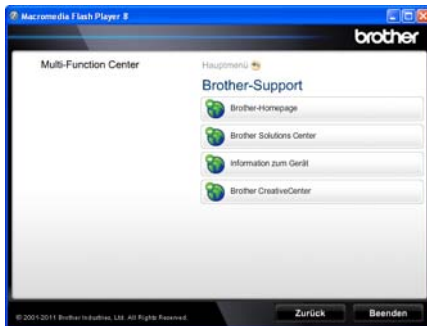 Macromedia Flash Player 8
brother
Multi-Function Center
Hauptmenü
Brother-Support
Brother-Homepage
Brother Solutions Center
Information zum Gerät
Brother CreativeCenter
© 2001-2011 Brother Industries, Ltd. All Rights Reserved.
Zurück
Beenden